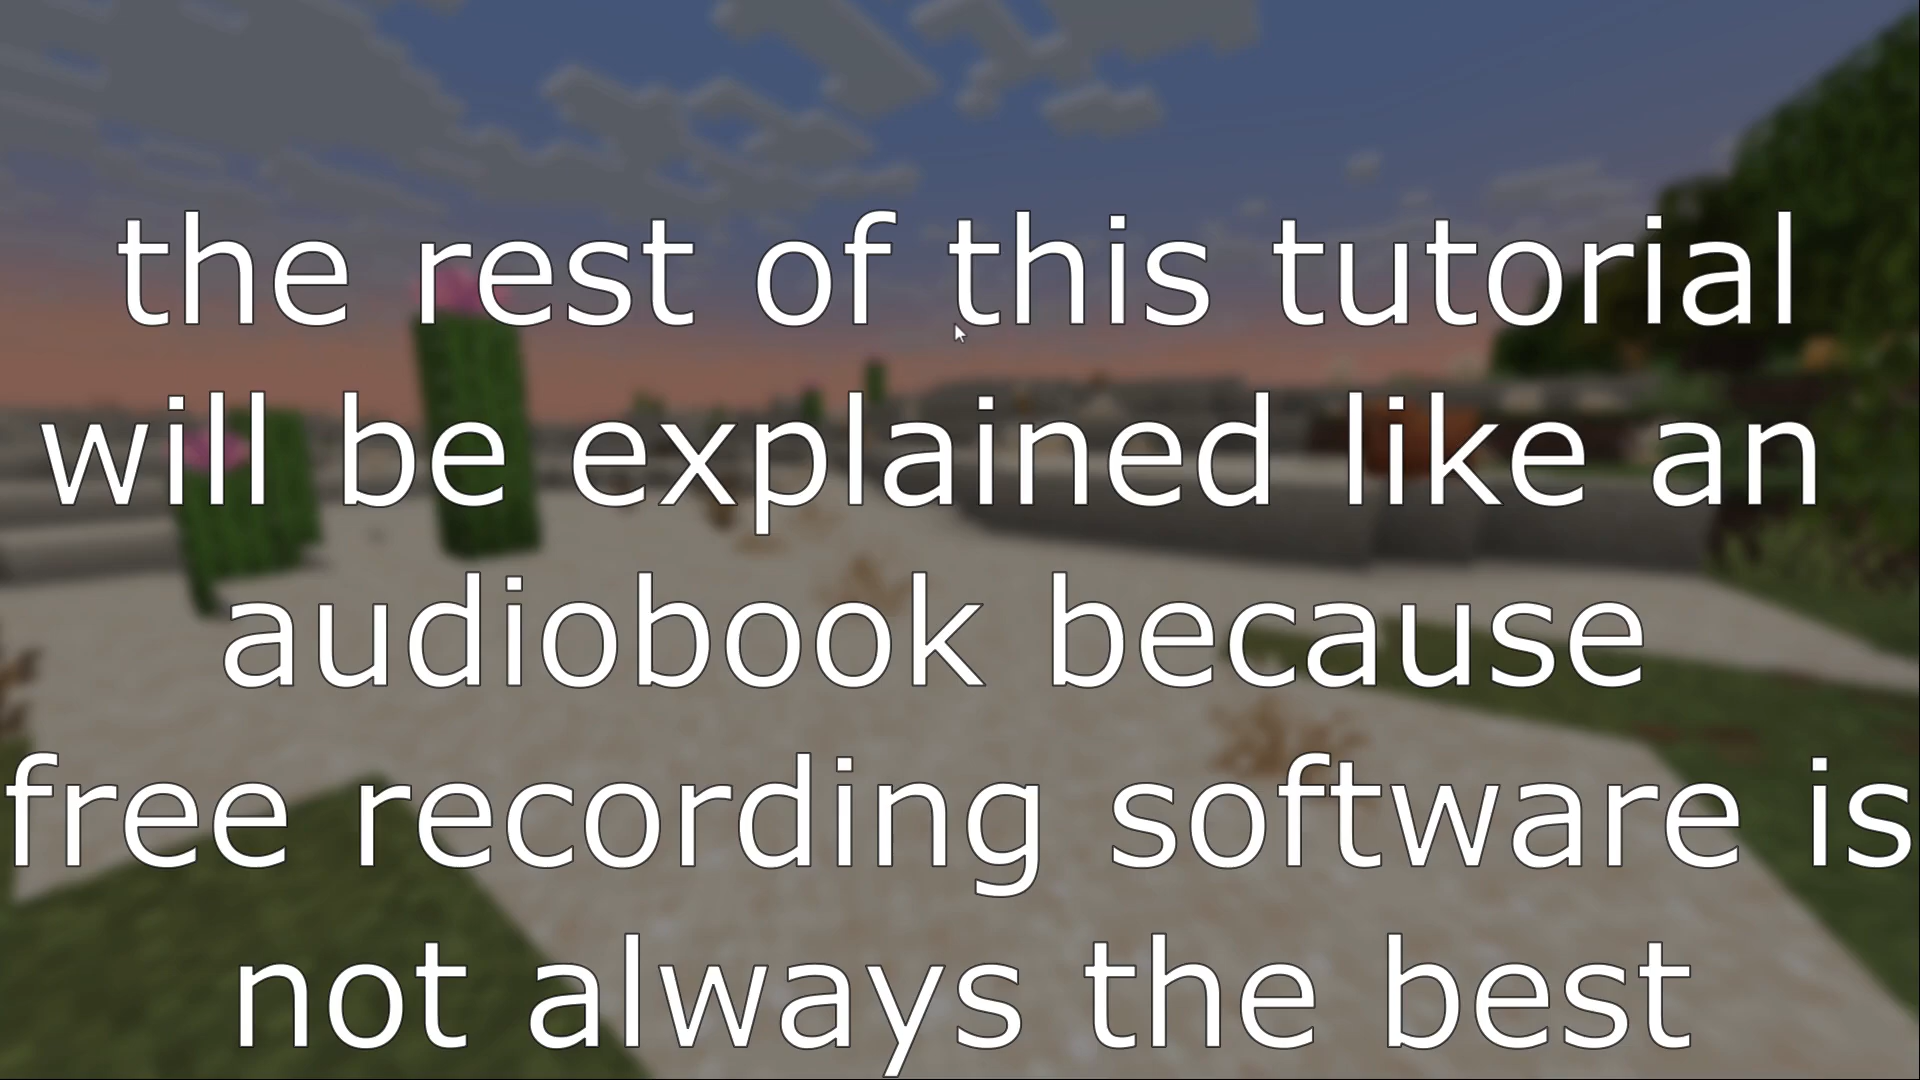 the rest of this tutorial
will be explained like an
audiobook because
free recording software is
not always the best